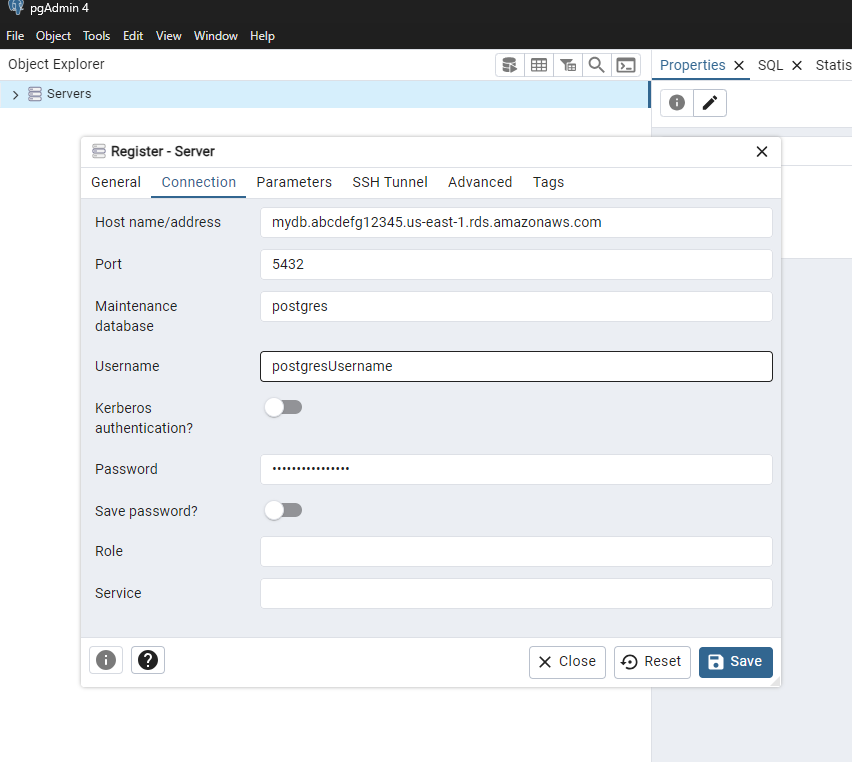 pgAdmin 4
File Object Tools Edit View Window Help
Object Explorer
Properties SQL Statis
Servers
Register - Server
General Connection Parameters SSH Tunnel Advanced Tags
Host name/address mydb.abcdefg12345.us-east-1.rds.amazonaws.com
Port 5432
Maintenance
database
postgres
Username postgresUsername
Kerberos
authentication?
Password ••••••••••••••••
Save password?
Role
Service
Close Reset Save